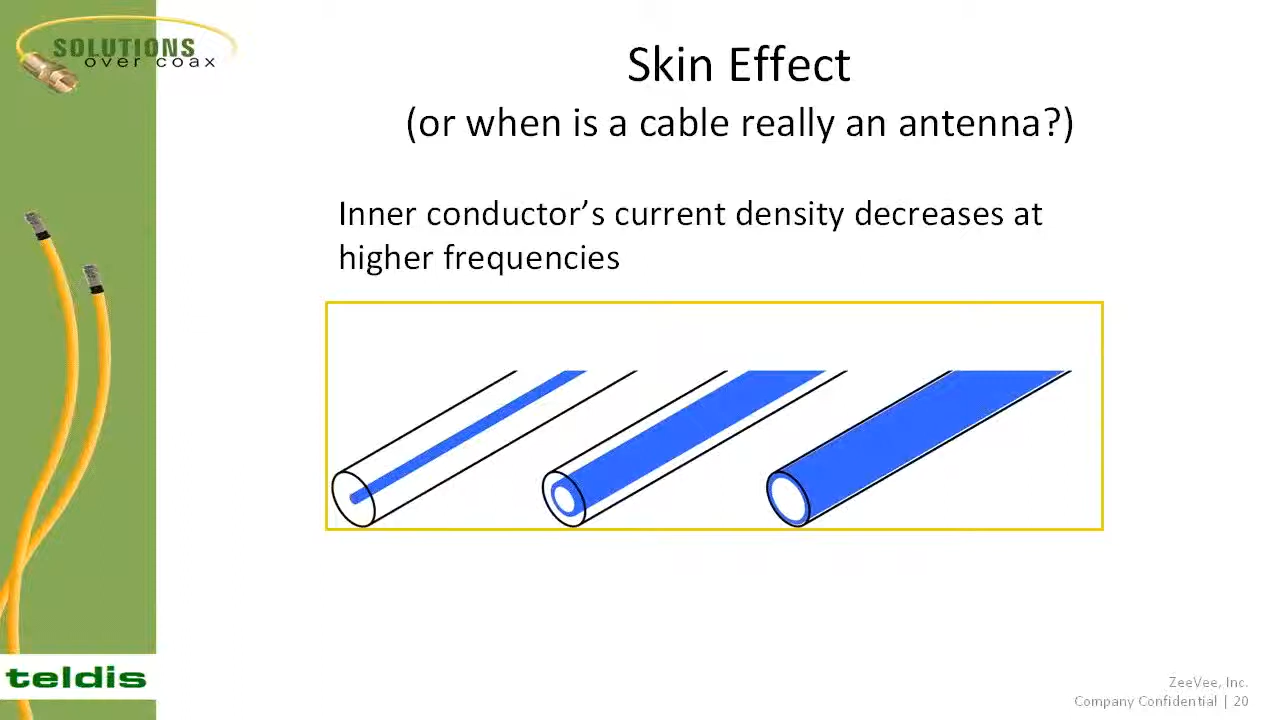 SOLUTIONS
over coax
Skin Effect
(or when is a cable really an antenna?)
Inner conductor’s current density decreases at
higher frequencies
teldis
ZeeVee, Inc.
Company Confidential | 20